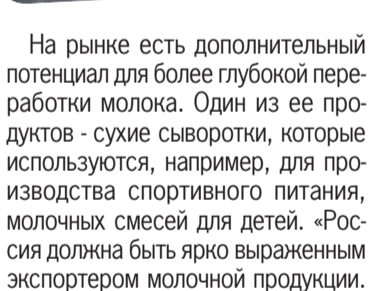 На рынке есть дополнительный
потенциал для более глубокой пере-
работки молока. Один из ее про-
дуктов - сухие сыворотки, которые
используются, например, для про-
изводства спортивного питания,
молочных смесей для детей. «Рос-
сия должна быть ярко выраженным
экспортером молочной продукции.